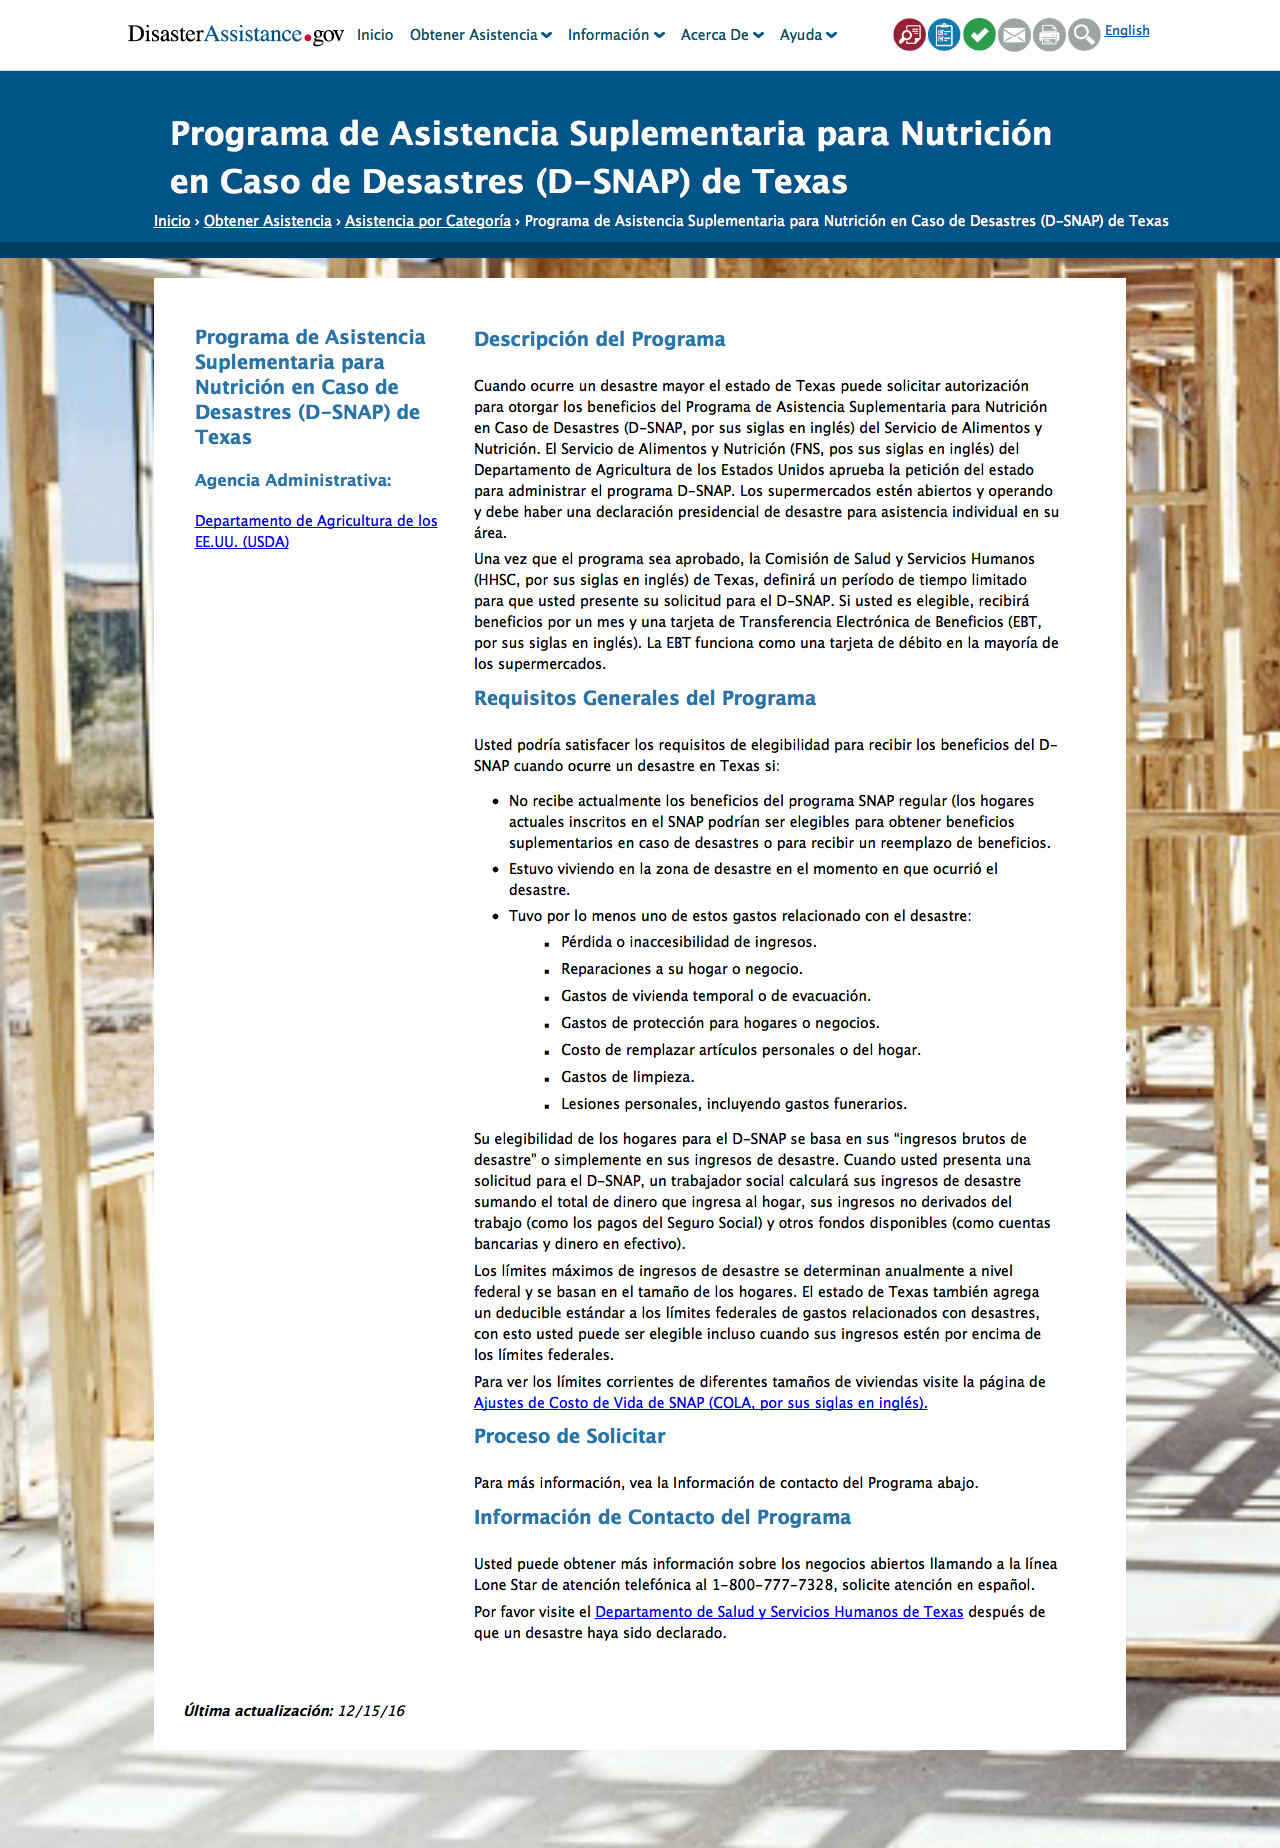 DisasterAssistance.gov
Inicio
Obtener Asistencia
Información
Acerca De
Ayuda
English
Programa de Asistencia Suplementaria para Nutrición
en Caso de Desastres (D-SNAP) de Texas
Inicio › Obtener Asistencia › Asistencia por Categoría › Programa de Asistencia Suplementaria para Nutrición en Caso de Desastres (D-SNAP) de Texas
Programa de Asistencia
Suplementaria para
Nutrición en Caso de
Desastres (D-SNAP) de
Texas
Agencia Administrativa:
Departamento de Agricultura de los
EE.UU. (USDA)
Descripción del Programa
Cuando ocurre un desastre mayor el estado de Texas puede solicitar autorización
para otorgar los beneficios del Programa de Asistencia Suplementaria para Nutrición
en Caso de Desastres (D-SNAP, por sus siglas en inglés) del Servicio de Alimentos y
Nutrición. El Servicio de Alimentos y Nutrición (FNS, pos sus siglas en inglés) del
Departamento de Agricultura de los Estados Unidos aprueba la petición del estado
para administrar el programa D-SNAP. Los supermercados estén abiertos y operando
y debe haber una declaración presidencial de desastre para asistencia individual en su
área.
Una vez que el programa sea aprobado, la Comisión de Salud y Servicios Humanos
(HHSC, por sus siglas en inglés) de Texas, definirá un período de tiempo limitado
para que usted presente su solicitud para el D-SNAP. Si usted es elegible, recibirá
beneficios por un mes y una tarjeta de Transferencia Electrónica de Beneficios (EBT,
por sus siglas en inglés). La EBT funciona como una tarjeta de débito en la mayoría de
los supermercados.
Requisitos Generales del Programa
Usted podría satisfacer los requisitos de elegibilidad para recibir los beneficios del D-
SNAP cuando ocurre un desastre en Texas si:
• No recibe actualmente los beneficios del programa SNAP regular (los hogares
actuales inscritos en el SNAP podrían ser elegibles para obtener beneficios
suplementarios en caso de desastres o para recibir un reemplazo de beneficios.
• Estuvo viviendo en la zona de desastre en el momento en que ocurrió el
desastre.
• Tuvo por lo menos uno de estos gastos relacionado con el desastre:
▪ Pérdida o inaccesibilidad de ingresos.
▪ Reparaciones a su hogar o negocio.
▪ Gastos de vivienda temporal o de evacuación.
▪ Gastos de protección para hogares o negocios.
▪ Costo de remplazar artículos personales o del hogar.
▪ Gastos de limpieza.
▪ Lesiones personales, incluyendo gastos funerarios.
Su elegibilidad de los hogares para el D-SNAP se basa en sus “ingresos brutos de
desastre” o simplemente en sus ingresos de desastre. Cuando usted presenta una
solicitud para el D-SNAP, un trabajador social calculará sus ingresos de desastre
sumando el total de dinero que ingresa al hogar, sus ingresos no derivados del
trabajo (como los pagos del Seguro Social) y otros fondos disponibles (como cuentas
bancarias y dinero en efectivo).
Los límites máximos de ingresos de desastre se determinan anualmente a nivel
federal y se basan en el tamaño de los hogares. El estado de Texas también agrega
un deducible estándar a los límites federales de gastos relacionados con desastres,
con esto usted puede ser elegible incluso cuando sus ingresos estén por encima de
los límites federales.
Para ver los límites corrientes de diferentes tamaños de viviendas visite la página de
Ajustes de Costo de Vida de SNAP (COLA, por sus siglas en inglés).
Proceso de Solicitar
Para más información, vea la Información de contacto del Programa abajo.
Información de Contacto del Programa
Usted puede obtener más información sobre los negocios abiertos llamando a la línea
Lone Star de atención telefónica al 1-800-777-7328, solicite atención en español.
Por favor visite el Departamento de Salud y Servicios Humanos de Texas después de
que un desastre haya sido declarado.
Última actualización: 12/15/16